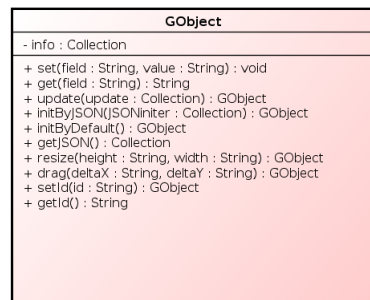 GObject
- info : Collection
+ set(field : String, value : String) : void
+ get(field : String) : String
+ update(update : Collection) : GObject
+ initByJSON(JSONiniter : Collection) : GObject
+ initByDefault() : GObject
+ getJSON() : Collection
+ resize(height : String, width : String) : GObject
+ drag(deltaX : String, deltaY : String) : GObject
+ setId(id : String) : GObject
+ getId() : String